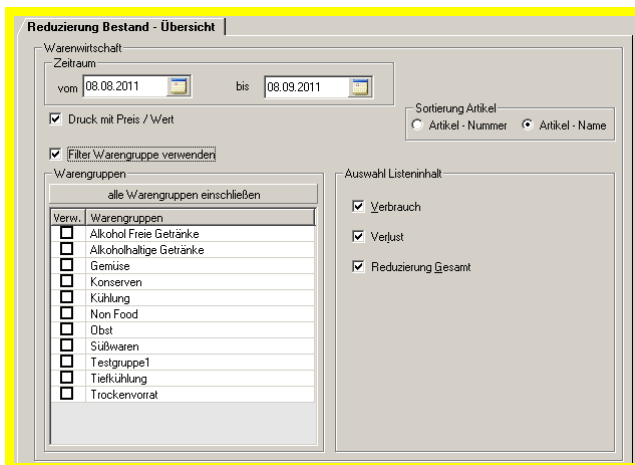 Reduzierung Bestand - Übersicht
Warenwirtschaft
Zeitraum
vom 08.08.2011 bis 08.09.2011
Druck mit Preis / Wert
Sortierung Artikel
Artikel - Nummer Artikel - Name
Filter Warengruppe verwenden
Warengruppen
alle Warengruppen einschließen
Verw. Warengruppen
Alkohol Freie Getränke
Alkoholhaltige Getränke
Gemüse
Konserven
Kühlung
Non Food
Obst
Süßwaren
Testgruppe1
Tiefkühlung
Trockenvorrat
Auswahl Listeninhalt
Verbrauch
Verlust
Reduzierung Gesamt